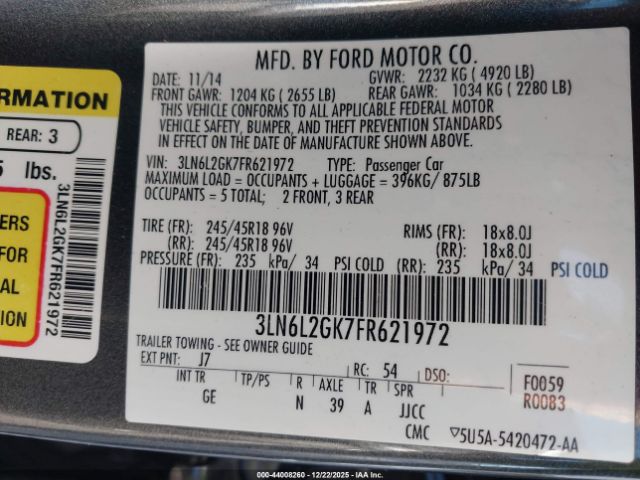 MFD. BY FORD MOTOR CO.
DATE: 11/14 GVWR: 2232 KG ( 4920 LB)
FRONT GAWR: 1204 KG ( 2655 LB) REAR GAWR: 1034 KG ( 2280 LB)
THIS VEHICLE CONFORMS TO ALL APPLICABLE FEDERAL MOTOR
VEHICLE SAFETY, BUMPER, AND THEFT PREVENTION STANDARDS
IN EFFECT ON THE DATE OF MANUFACTURE SHOWN ABOVE.
VIN: 3LN6L2GK7FR621972 TYPE: Passenger Car
MAXIMUM LOAD = OCCUPANTS + LUGGAGE = 396KG/ 875LB
OCCUPANTS = 5 TOTAL; 2 FRONT, 3 REAR
TIRE (FR): 245/45R18 96V RIMS (FR): 18x8.0J
(RR): 245/45R18 96V (RR): 18x8.0J
PRESSURE (FR): 235 kPa/ 34 PSI COLD (RR): 235 kPa/ 34 PSI COLD
3LN6L2GK7FR621972
TRAILER TOWING - SEE OWNER GUIDE
EXT PNT: J7 RC: 54 DSO: F0059
R0083
INT TR TP/PS R AXLE TR SPR
GE N 39 A JJCC
CMC ▽5U5A-5420472-AA
ORMATION
REAR: 3
5 lbs.
ERS
FOR
AL
TION
3LN6L2GK7FR621972
000-44008260 - 12/22/2025 - IAAI.COM